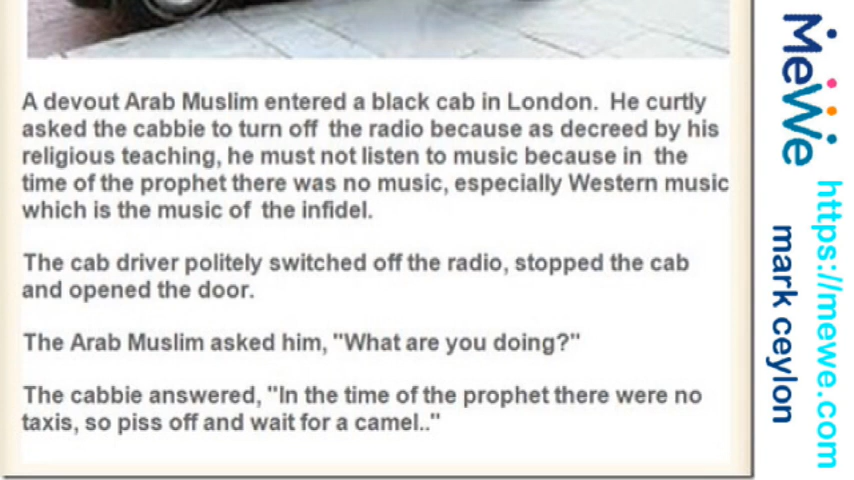 A devout Arab Muslim entered a black cab in London. He curtly
asked the cabbie to turn off the radio because as decreed by his
religious teaching, he must not listen to music because in the
time of the prophet there was no music, especially Western music
which is the music of the infidel.
The cab driver politely switched off the radio, stopped the cab
and opened the door.
The Arab Muslim asked him, "What are you doing?"
The cabbie answered, "In the time of the prophet there were no
taxis, so piss off and wait for a camel.."
MeWe
https://mewe.com
mark ceylon